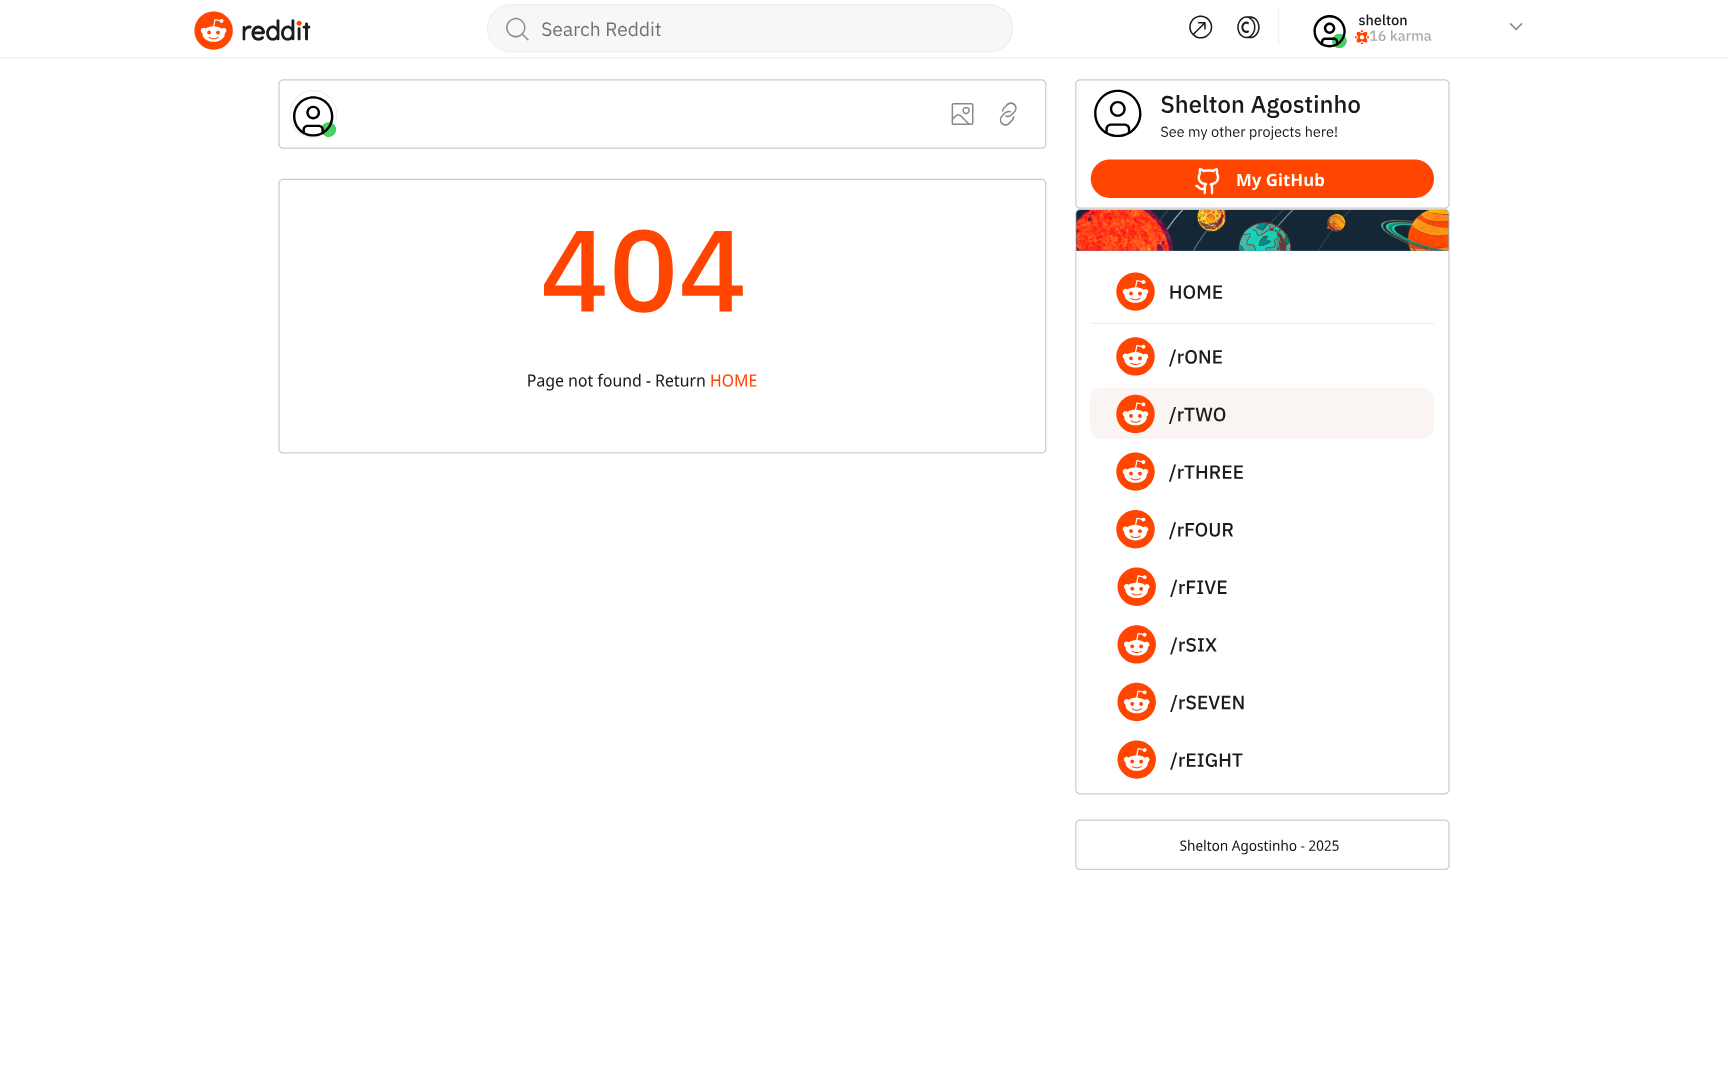 reddit
Search Reddit
shelton
16 karma
404
Page not found - Return HOME
Shelton Agostinho
See my other projects here!
My GitHub
HOME
/rONE
/rTWO
/rTHREE
/rFOUR
/rFIVE
/rSIX
/rSEVEN
/rEIGHT
Shelton Agostinho - 2025